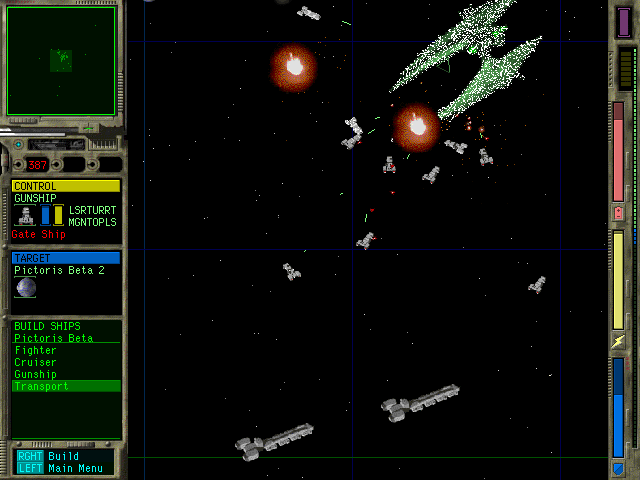 387
CONTROL
GUNSHIP
LSRTURRT
MGNTOPLS
Gata Ship
TARGET
Pictoris Beta 2
BUILD SHIPS
Pictoris Beta
Fighter
Cruiser
Gunship
Transport
RGHT Build
LEFT Main Menu